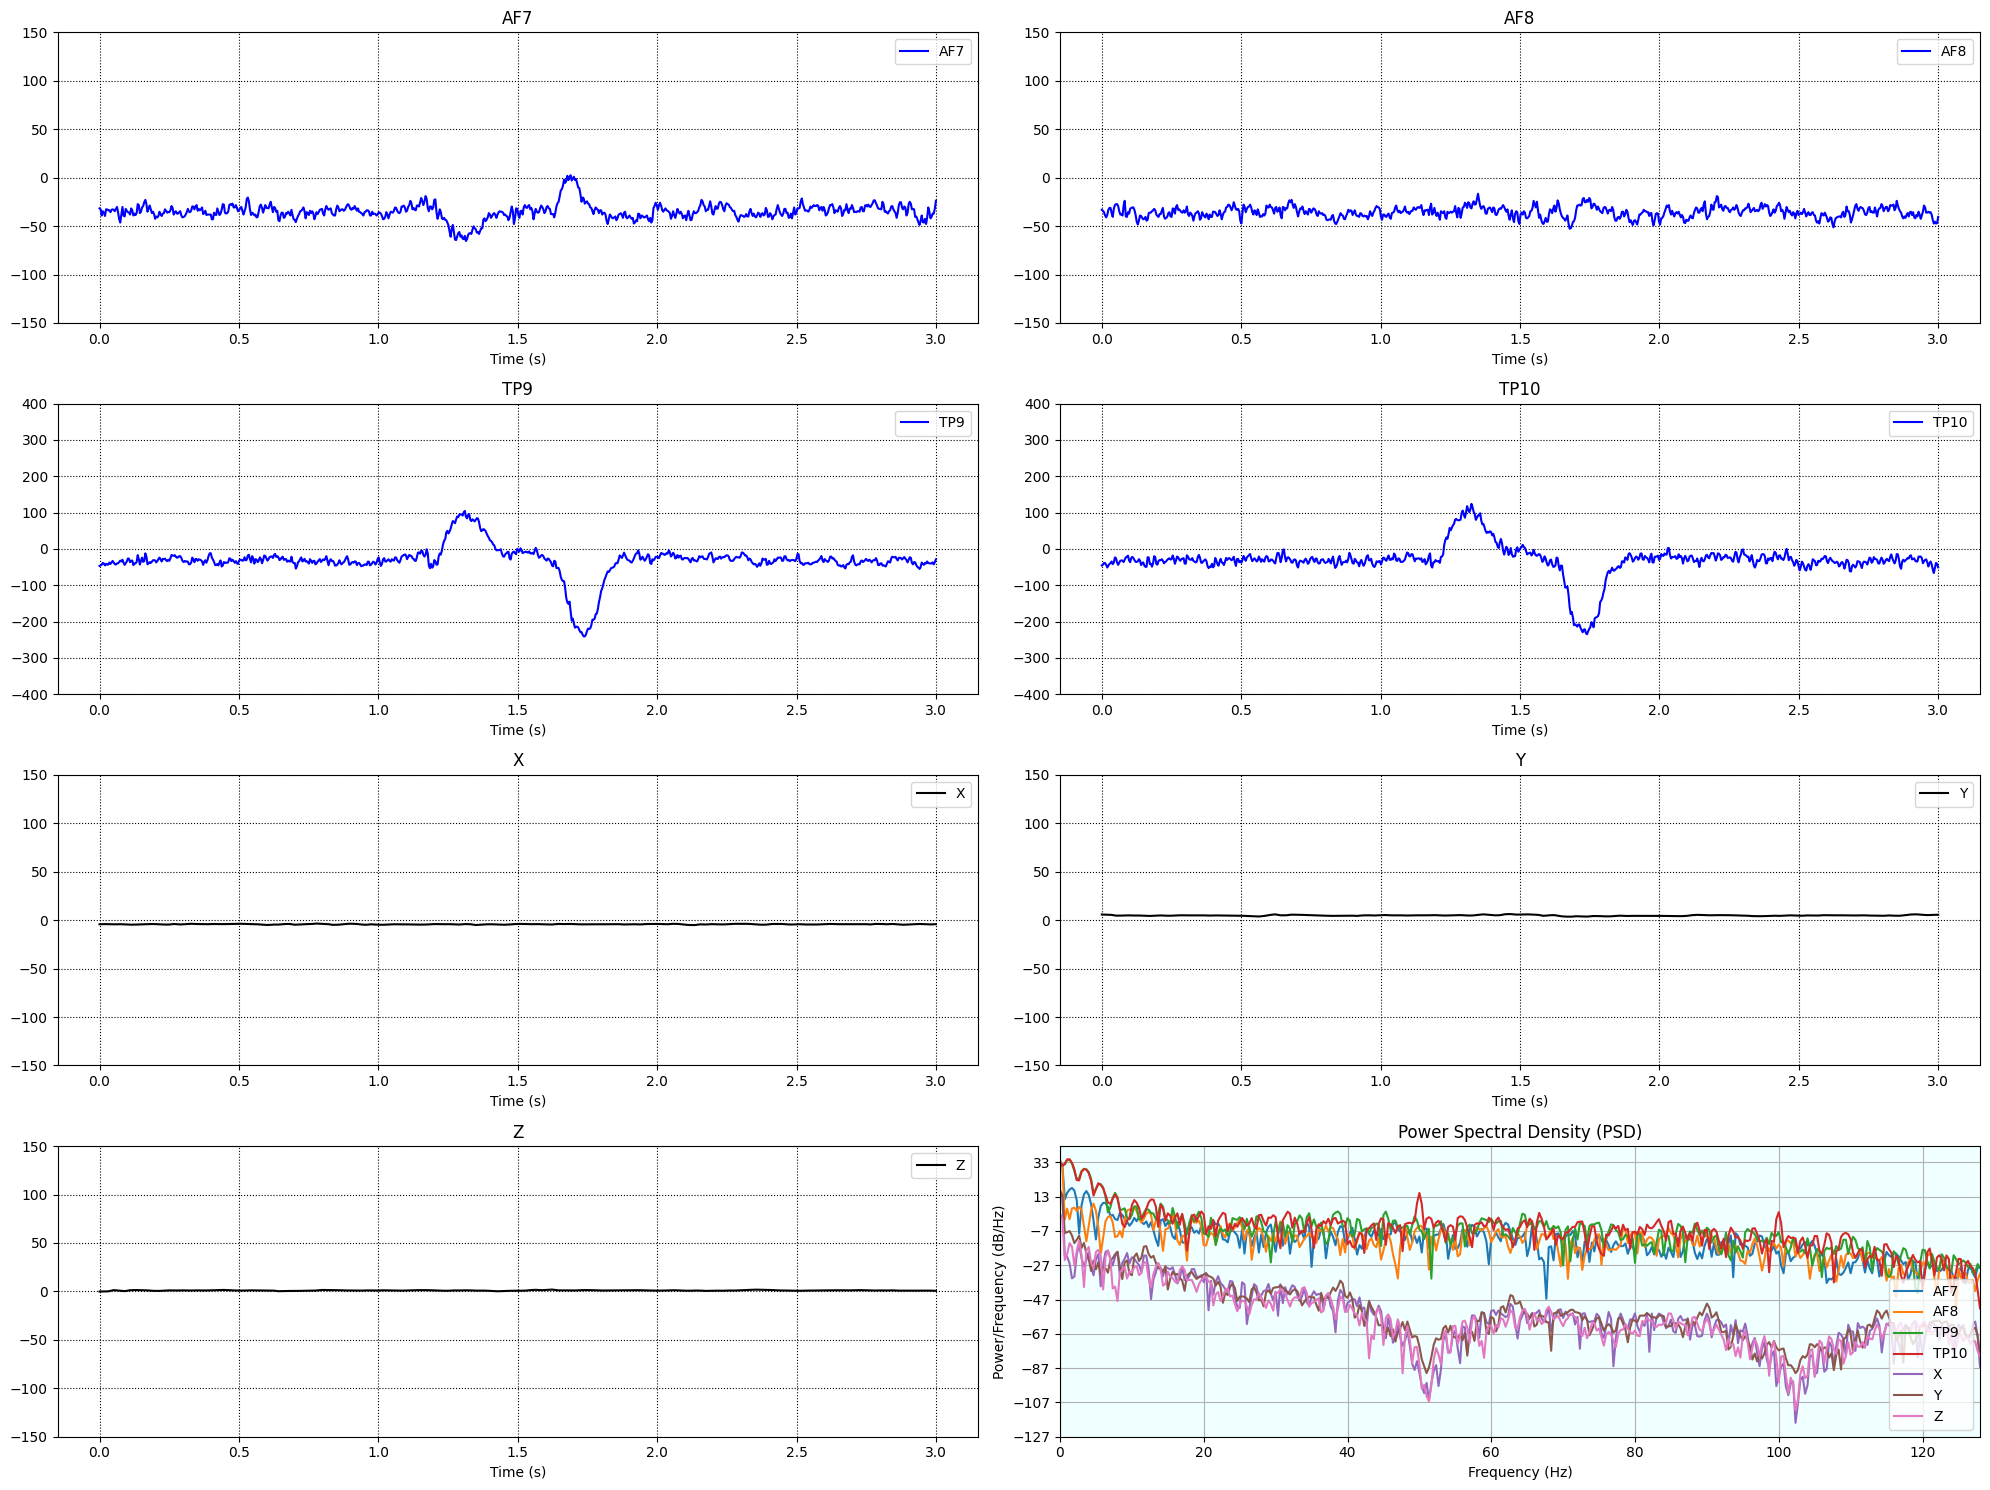 AF7
150
100
50
0
−50
−100
−150
AF7
0.0 0.5 1.0 1.5 2.0 2.5 3.0
Time (s)
AF8
150
100
50
0
−50
−100
−150
AF8
0.0 0.5 1.0 1.5 2.0 2.5 3.0
Time (s)
TP9
400
300
200
100
0
−100
−200
−300
−400
TP9
0.0 0.5 1.0 1.5 2.0 2.5 3.0
Time (s)
TP10
400
300
200
100
0
−100
−200
−300
−400
TP10
0.0 0.5 1.0 1.5 2.0 2.5 3.0
Time (s)
X
150
100
50
0
−50
−100
−150
X
0.0 0.5 1.0 1.5 2.0 2.5 3.0
Time (s)
Y
150
100
50
0
−50
−100
−150
Y
0.0 0.5 1.0 1.5 2.0 2.5 3.0
Time (s)
Z
150
100
50
0
−50
−100
−150
Z
0.0 0.5 1.0 1.5 2.0 2.5 3.0
Time (s)
Power Spectral Density (PSD)
Power/Frequency (dB/Hz)
33
13
−7
−27
−47
−67
−87
−107
−127
AF7
AF8
TP9
TP10
X
Y
Z
0 20 40 60 80 100 120
Frequency (Hz)